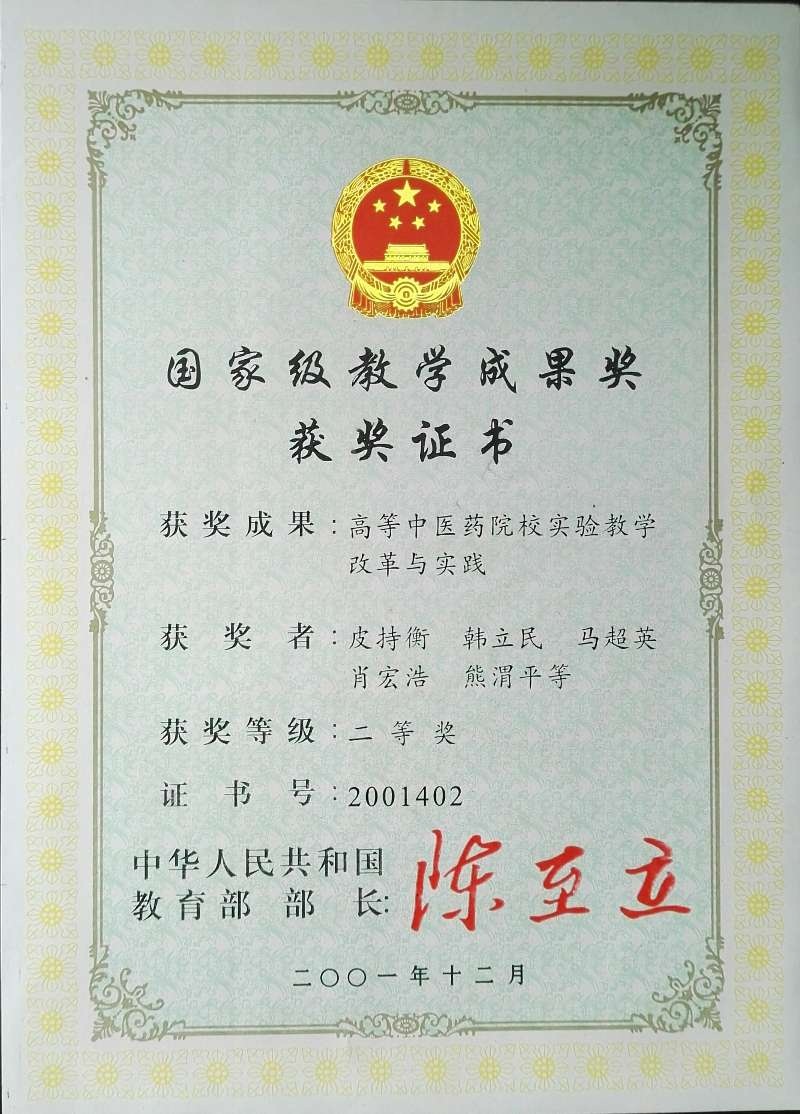 国家级教学成果奖
获奖证书
获奖成果:高等中医药院校实验教学
改革与实践
获奖者:皮持衡 韩立民 马超英
肖宏浩 熊渭平等
获奖等级:二等奖
证书号:2001402
中华人民共和国
教育部部长:陈至立
二〇〇一年十二月